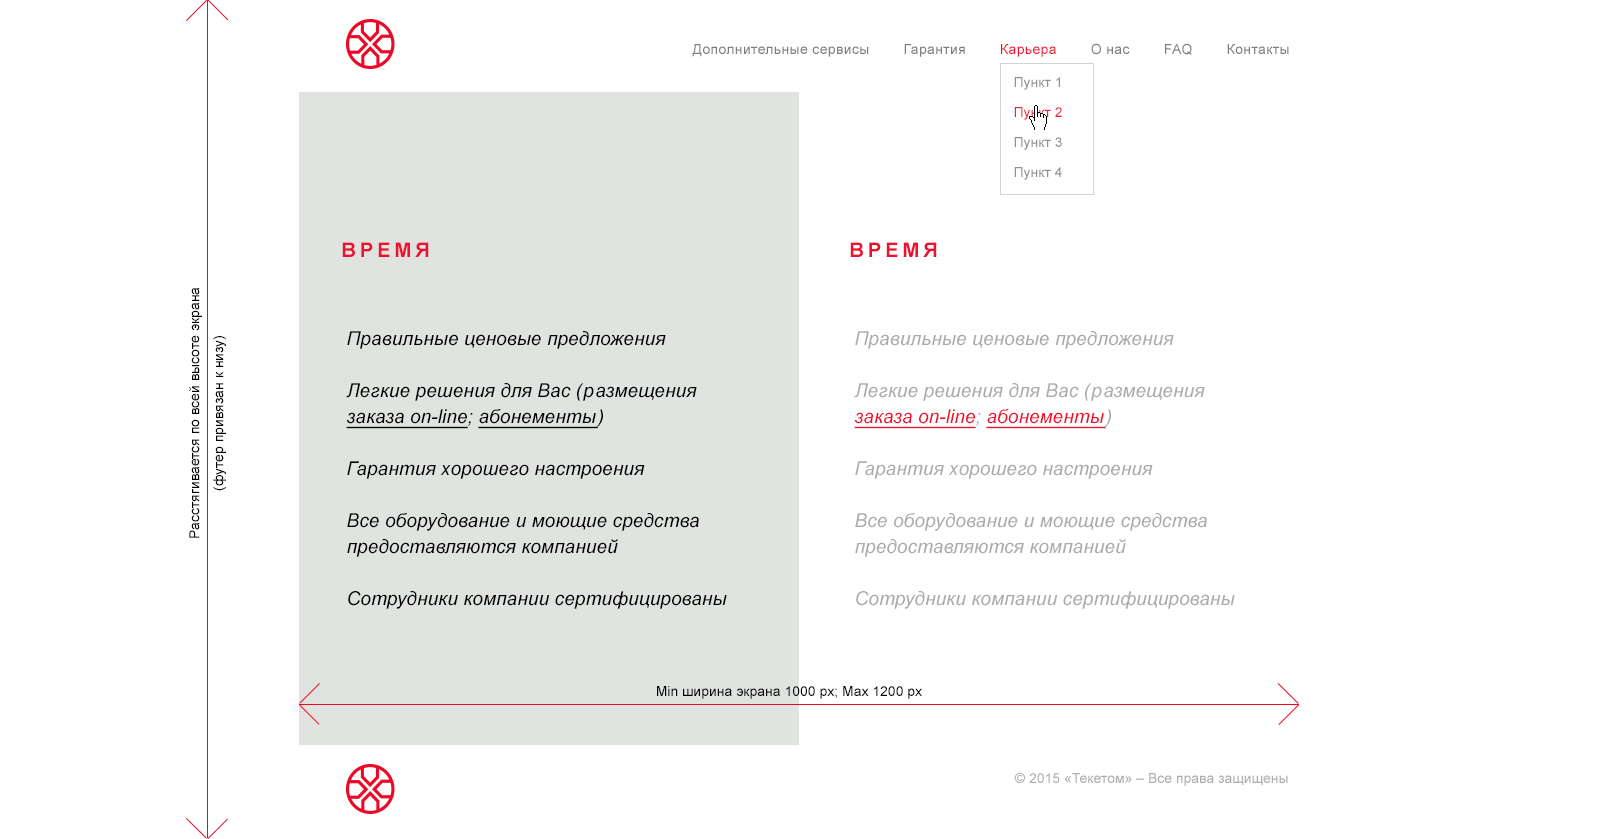 Дополнительные сервисы Гарантия Карьера О нас FAQ Контакты
Пункт 1
Пункт 2
Пункт 3
Пункт 4
Расстягивается по всей высоте экрана
(футер привязан к низу)
ВРЕМЯ
Правильные ценовые предложения
Легкие решения для Вас (размещения
заказа on-line; абонементы)
Гарантия хорошего настроения
Все оборудование и моющие средства
предоставляются компанией
Сотрудники компании сертифицированы
ВРЕМЯ
Правильные ценовые предложения
Легкие решения для Вас (размещения
заказа on-line; абонементы)
Гарантия хорошего настроения
Все оборудование и моющие средства
предоставляются компанией
Сотрудники компании сертифицированы
Min ширина экрана 1000 px; Max 1200 px
© 2015 «Текетом» – Все права защищены